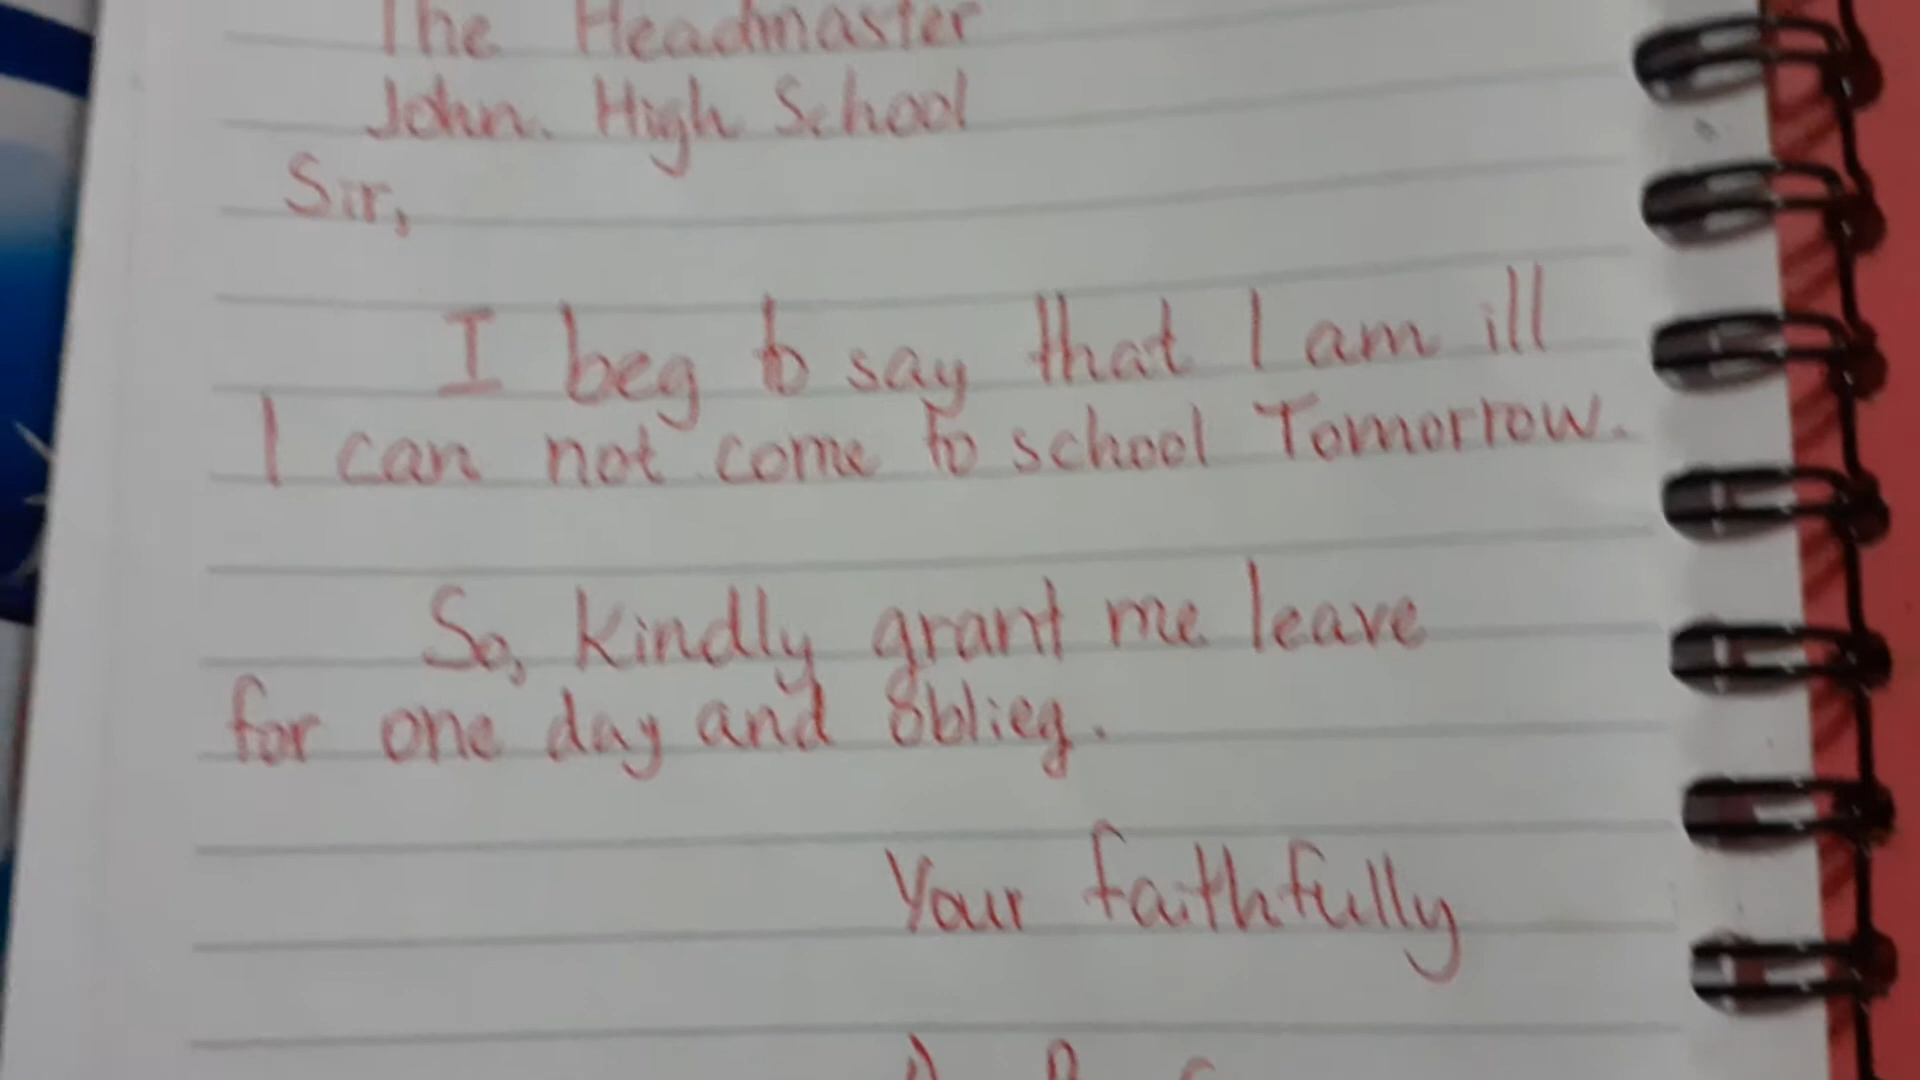 The Headmaster
John. High School
Sir,
I beg to say that I am ill
I can not come to school Tomorrow.
So, kindly grant me leave
for one day and oblieg.
Your faithfully